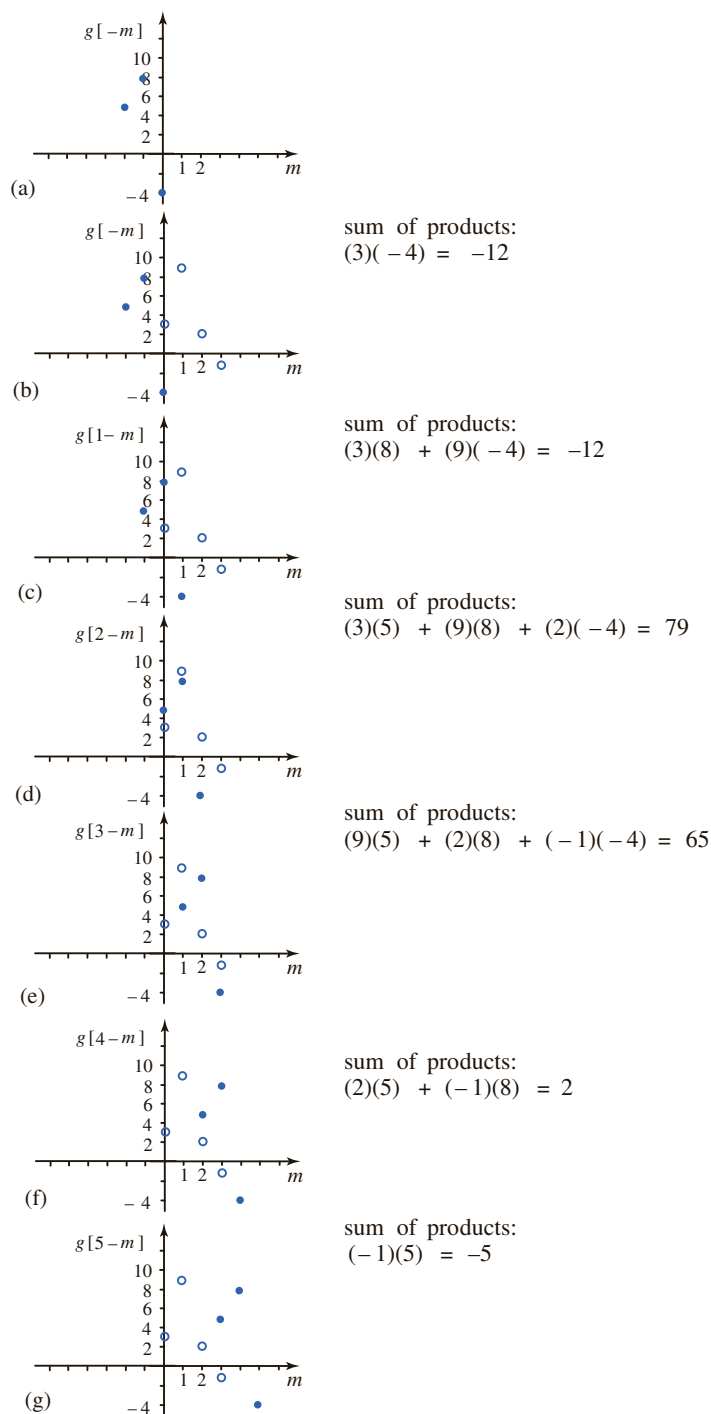 g[−m]
10
8
6
4
2
1 2
m
−4
(a)
g[−m]
10
8
6
4
2
1 2
m
−4
(b)
sum of products:
(3)(−4) = −12
g[1−m]
10
8
6
4
2
1 2
m
−4
(c)
sum of products:
(3)(8) + (9)(−4) = −12
g[2−m]
10
8
6
4
2
1 2
m
−4
(d)
sum of products:
(3)(5) + (9)(8) + (2)(−4) = 79
g[3−m]
10
8
6
4
2
1 2
m
−4
(e)
sum of products:
(9)(5) + (2)(8) + (−1)(−4) = 65
g[4−m]
10
8
6
4
2
1 2
m
−4
(f)
sum of products:
(2)(5) + (−1)(8) = 2
g[5−m]
10
8
6
4
2
1 2
m
−4
(g)
sum of products:
(−1)(5) = −5